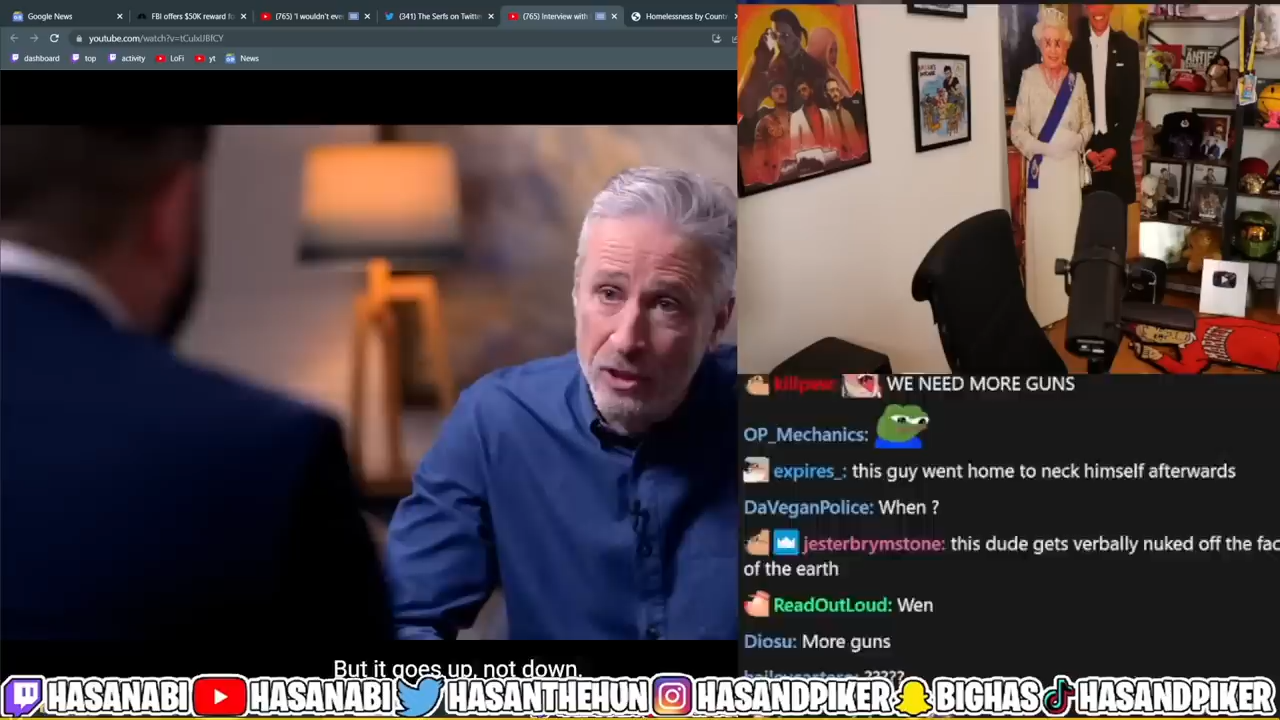 Google News
FBI offers $50K reward fo
(765) 'I wouldn't eve
(341) The Serfs on Twitt
(765) Interview with
Homelessness by Count
youtube.com/watch?v=tCuIxIJBfCY
dashboard
top
activity
LoFi
yt
News
But it goes up, not down.
killpwr: WE NEED MORE GUNS
OP_Mechanics:
expires_: this guy went home to neck himself afterwards
DaVeganPolice: When ?
jesterbrymstone: this dude gets verbally nuked off the fac
of the earth
ReadOutLoud: Wen
Diosu: More guns
?????
HASANABI HASANABI HASANTHEHUN HASANDPIKER BIGHAS HASANDPIKER